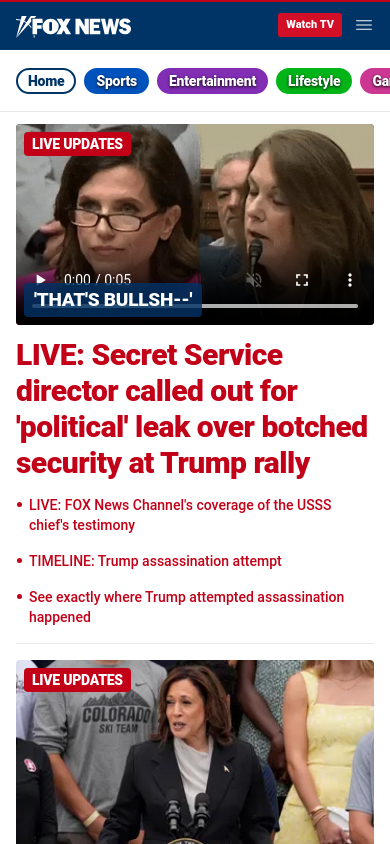 FOX NEWS
Watch TV
Home Sports Entertainment Lifestyle Ga
LIVE UPDATES
0:00 / 0:05
'THAT'S BULLSH--'
LIVE: Secret Service
director called out for
'political' leak over botched
security at Trump rally
• LIVE: FOX News Channel's coverage of the USSS
chief's testimony
• TIMELINE: Trump assassination attempt
• See exactly where Trump attempted assassination
happened
LIVE UPDATES
COLORADO
SKI TEAM